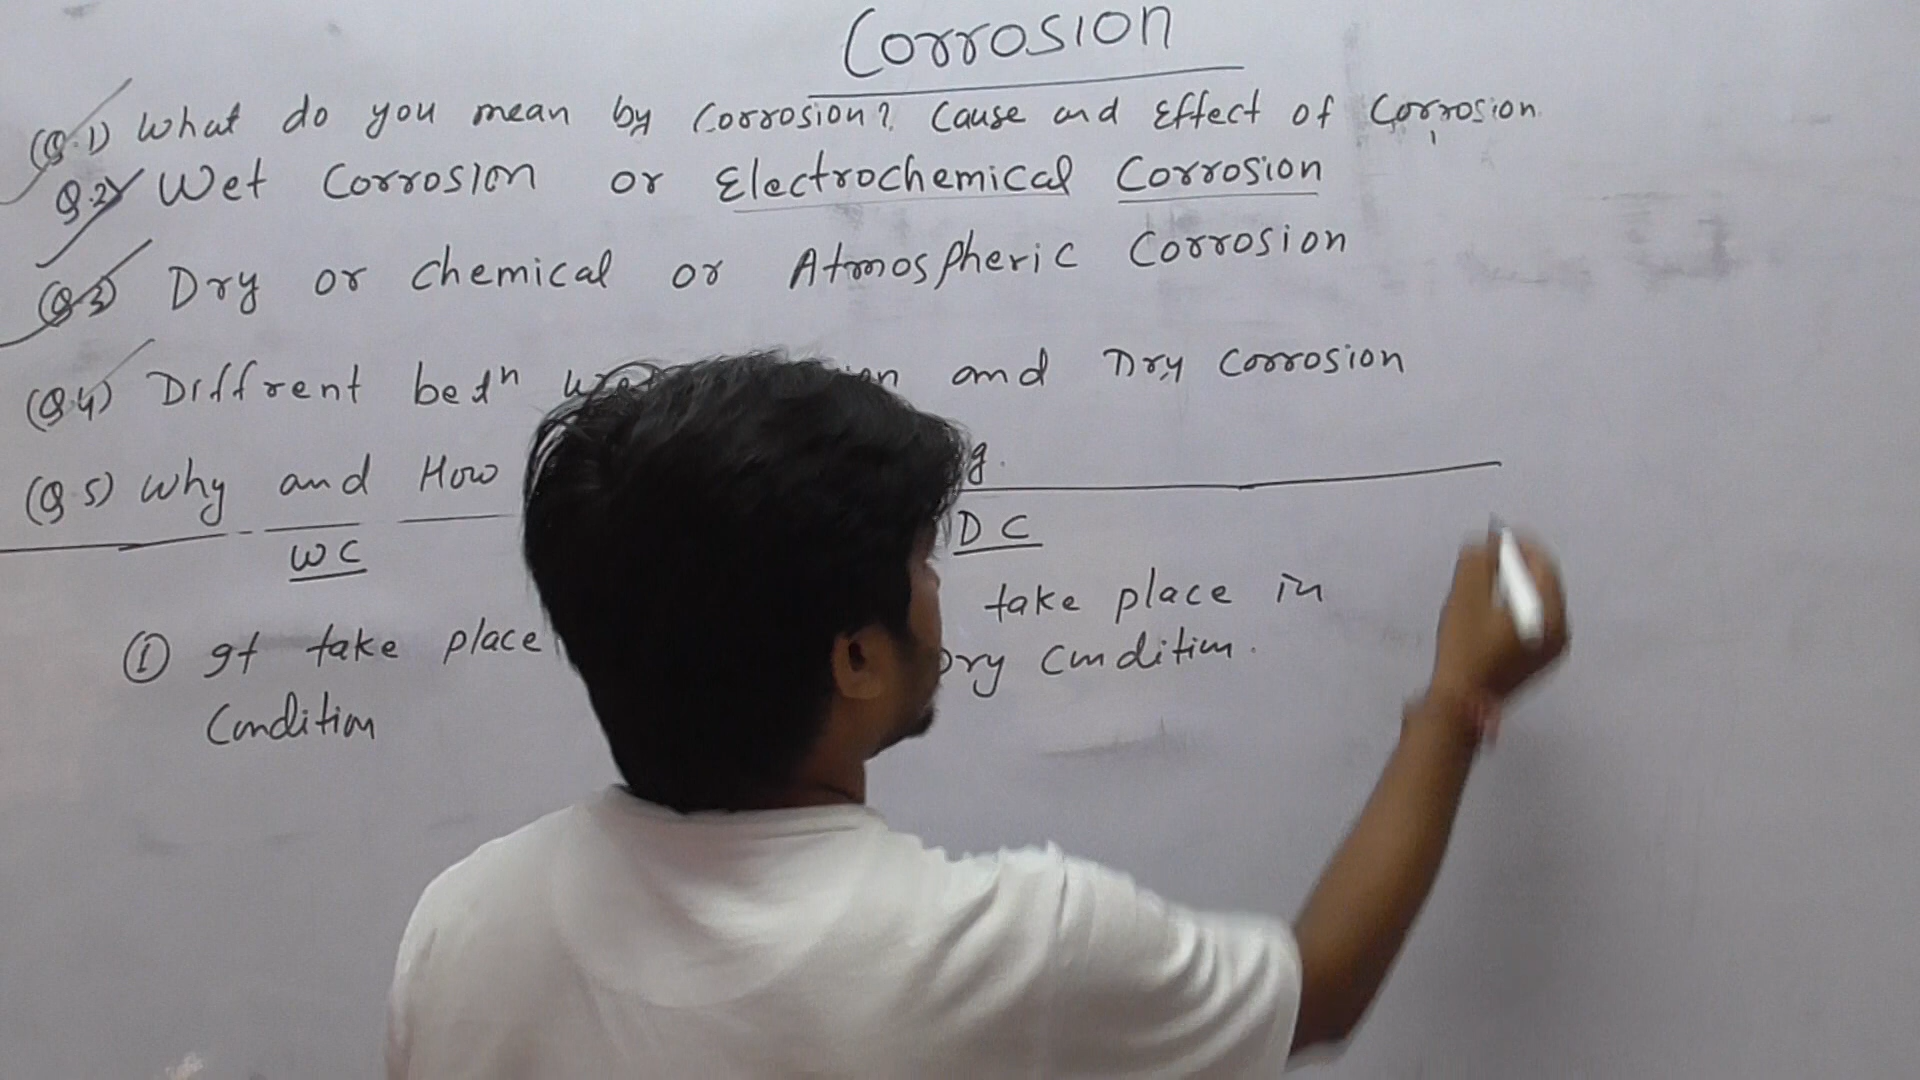 Corrosion
(Q.1) What do you mean by Corrosion? Cause and Effect of Corrosion
Q.2) Wet Corrosion or Electrochemical Corrosion
(Q.3) Dry or chemical or Atmospheric Corrosion
(Q.4) Diffrent betn and Dry Corrosion
(Q.5) Why and How
WC
DC
① It take place
Condition
take place in
Dry Condition.